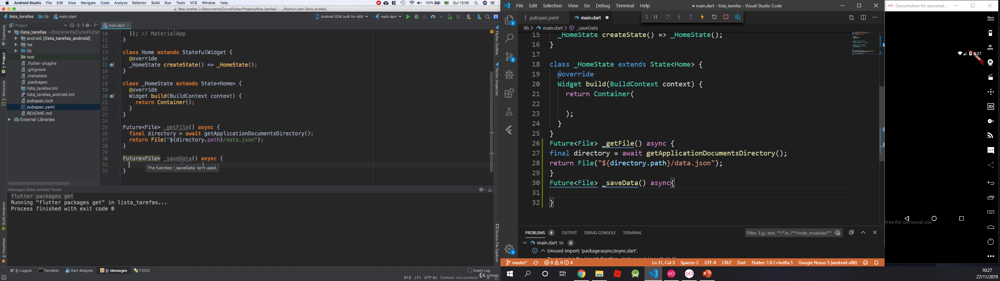 Android Studio File Edit View Navigate Code Analyze Refactor Build Run Tools VCS Window Help 100% Qui 13:05
lista_tarefas [~/Documents/CursoFlutter/Projetos/lista_tarefas] - .../lib/main.dart [lista_tarefas]
lista_tarefas lib main.dart Android SDK built for x86 main.dart
Project main.dart
lista_tarefas ~/Documents/CursoFlutter
android [lista_tarefas_android]
ios
lib
test
.flutter-plugins
.gitignore
.metadata
.packages
lista_tarefas.iml
lista_tarefas_android.iml
pubspec.lock
pubspec.yaml
README.md
External Libraries
Captures
1: Project
Z: Structure
Build Variants
2: Favorites
10 )); // MaterialApp
11 }
12
13 class Home extends StatefulWidget {
14 @override
15 _HomeState createState() => _HomeState();
16 }
17
18 class _HomeState extends State<Home> {
19 @override
20 Widget build(BuildContext context) {
21 return Container();
22 }
23 }
24
25 Future<File> _getFile() async {
26 final directory = await getApplicationDocumentsDirectory();
27 return File("${directory.path}/data.json");
28 }
29
30 Future<File> _saveData() async {
31
The function '_saveData' isn't used.
32 }
Flutter Outline
Flutter Inspector
Device File Explorer
Messages [lista_tarefas] Flutter
flutter packages get
Running "flutter packages get" in lista_tarefas...
Process finished with exit code 0
6: Logcat Terminal Dart Analysis 0: Messages TODO Event Log
31:3 LF÷ UTF-8÷ Context: <no context>
Udemy
File Edit Selection View Go Debug Terminal Help ● main.dart - lista_tarefas - Visual Studio Code
! pubspec.yaml main.dart ●
lib > main.dart > _saveData
15 _HomeState createState() => _HomeState();
16 }
17
18 class _HomeState extends State<Home> {
19 @override
20 Widget build(BuildContext context) {
21 return Container(
22
23 );
24 }
25 }
26 Future<File> _getFile() async {
27 final directory = await getApplicationDocumentsDirectory();
28 return File("${directory.path}/data.json");
29 }
30 Future<File> _saveData() async{
31
32 }
1
3
1
PROBLEMS 4 OUTPUT DEBUG CONSOLE TERMINAL Filter. E.g.: text, **/*.ts, !**/node_modules/**
main.dart lib 4
Unused import: 'package:async/async.dart'.
master* 0 0 4 Ln 31, Col 3 Spaces: 2 UTF-8 CRLF Dart Flutter: 1.9.1+hotfix.5 Google Nexus 5 (android-x86)
Genymotion for personal...
8:27
DEBUG
free for personal use
Open GAPPS
GPS
ID
10:27
27/11/2019